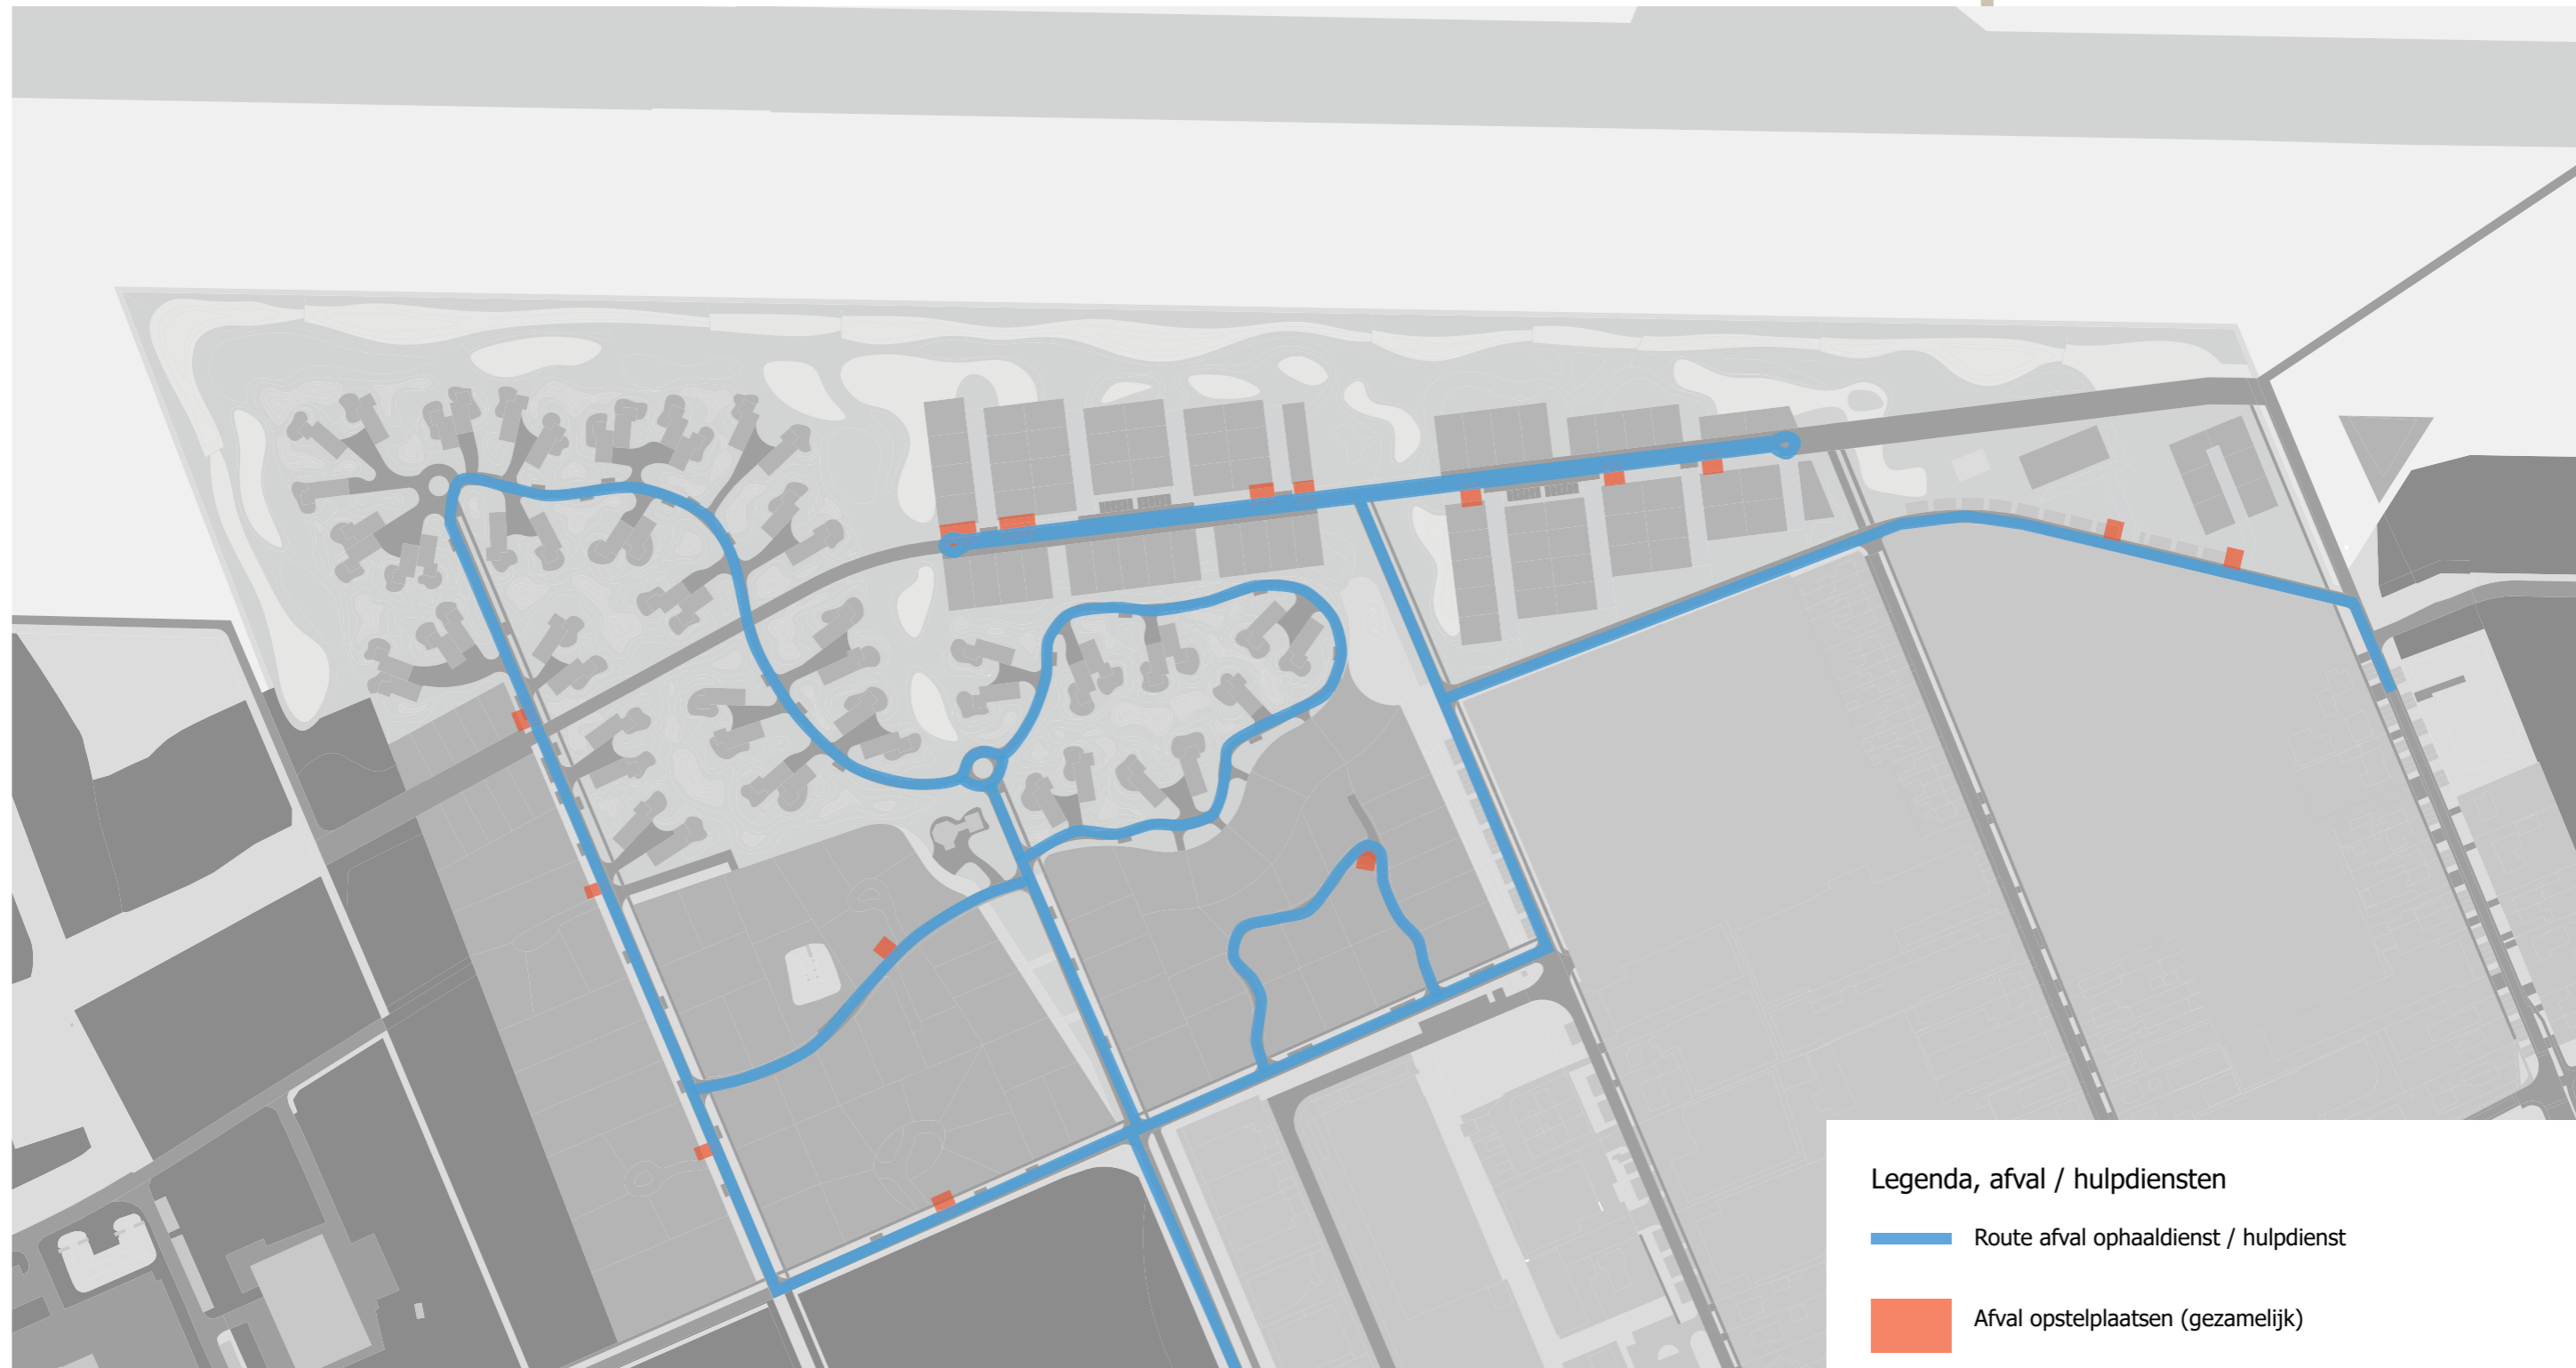 Legenda, afval / hulpdiensten
Route afval ophaaldienst / hulpdienst
Afval opstelplaatsen (gezamelijk)